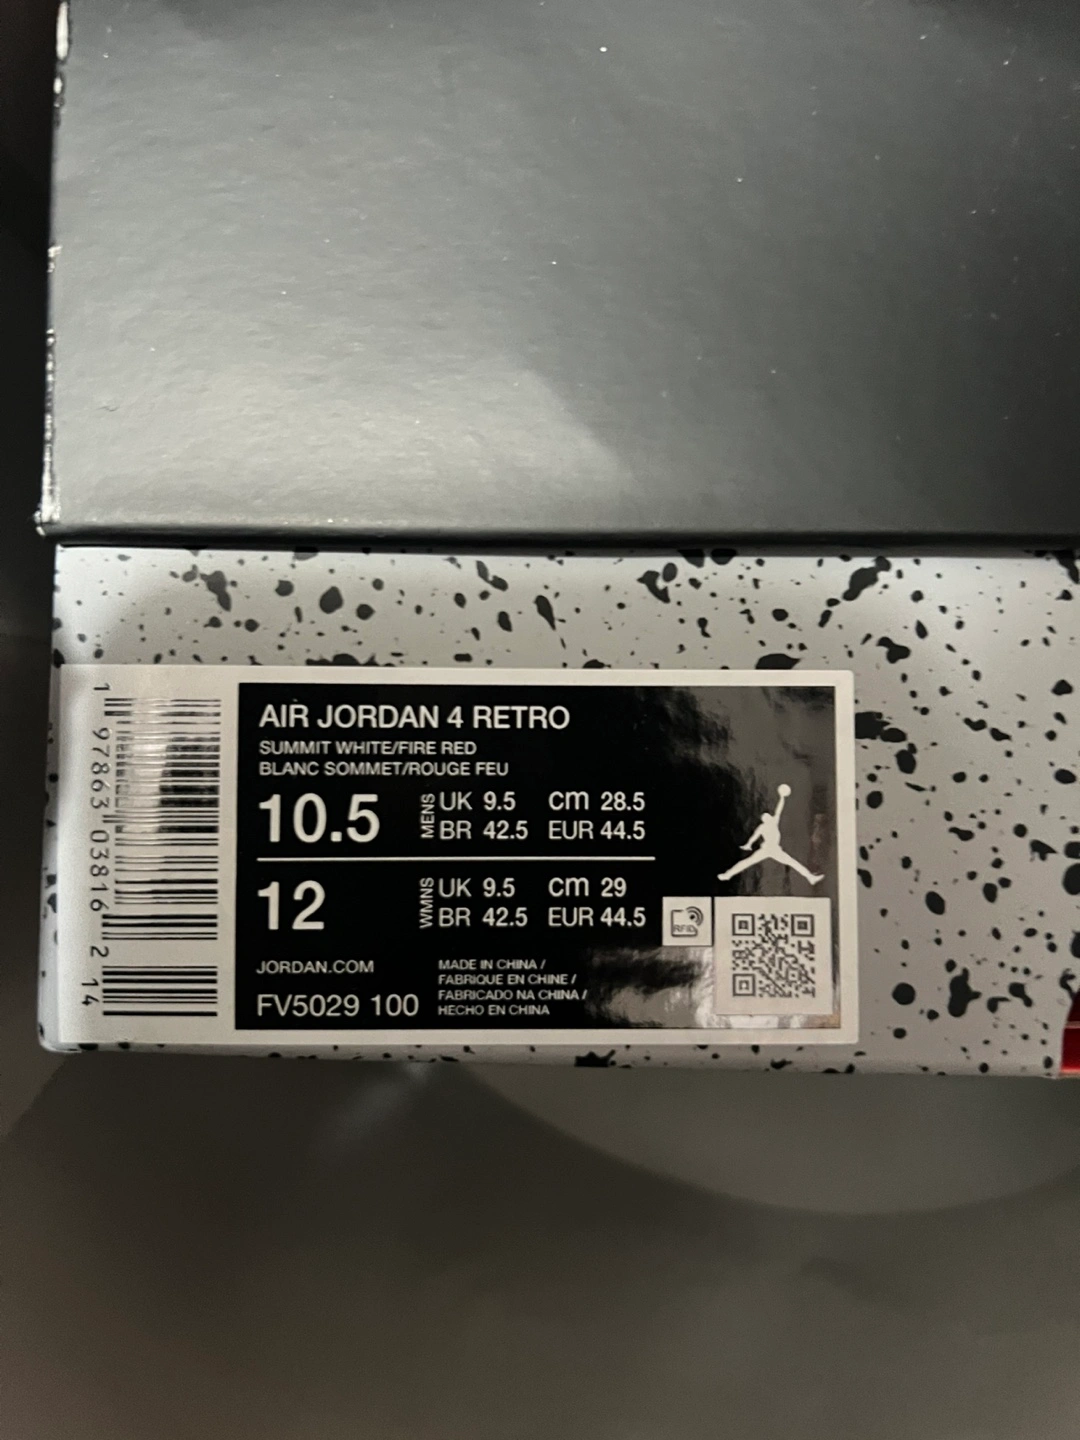 AIR JORDAN 4 RETRO
SUMMIT WHITE/FIRE RED
BLANC SOMMET/ROUGE FEU
10.5 MENS UK 9.5 cm 28.5
BR 42.5 EUR 44.5
12 WMNS UK 9.5 cm 29
BR 42.5 EUR 44.5
RFID
JORDAN.COM
FV5029 100
MADE IN CHINA /
FABRIQUE EN CHINE /
FABRICADO NA CHINA /
HECHO EN CHINA
1 97863 03816 2 14